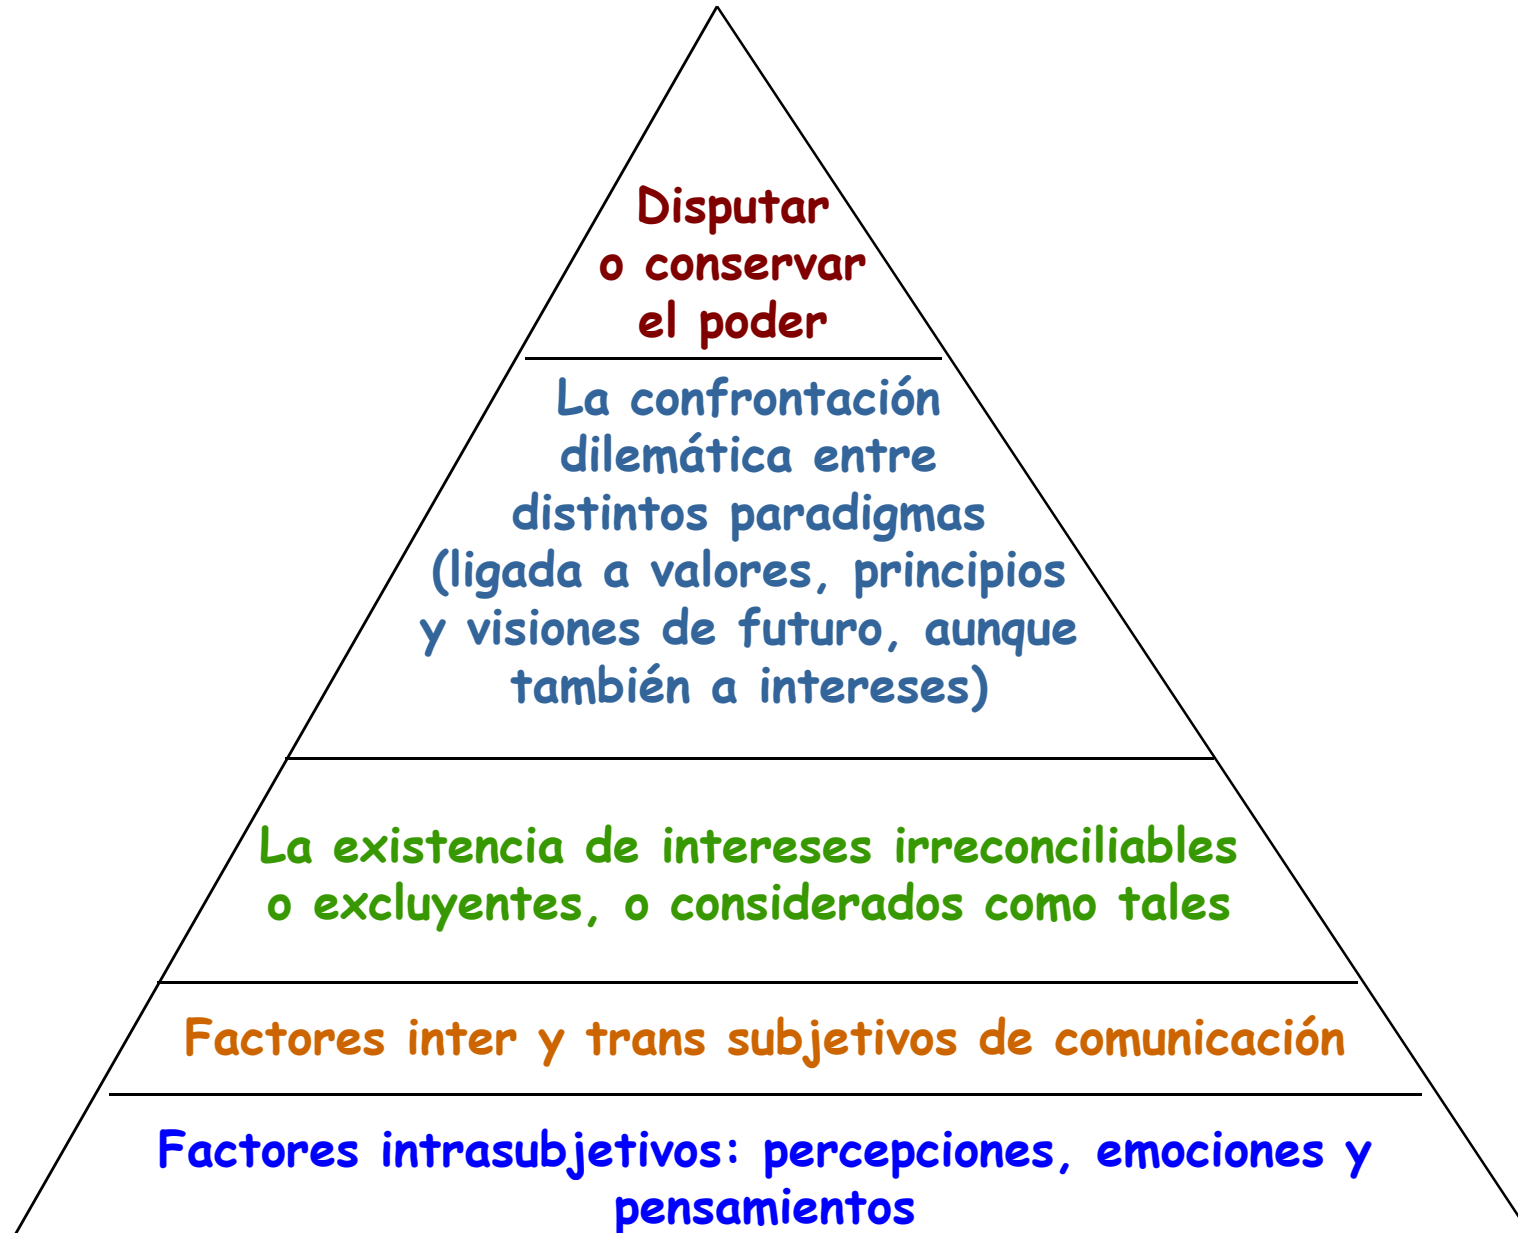 Disputar
o conservar
el poder
La confrontación
dilemática entre
distintos paradigmas
(ligada a valores, principios
y visiones de futuro, aunque
también a intereses)
La existencia de intereses irreconciliables
o excluyentes, o considerados como tales
Factores inter y trans subjetivos de comunicación
Factores intrasubjetivos: percepciones, emociones y
pensamientos